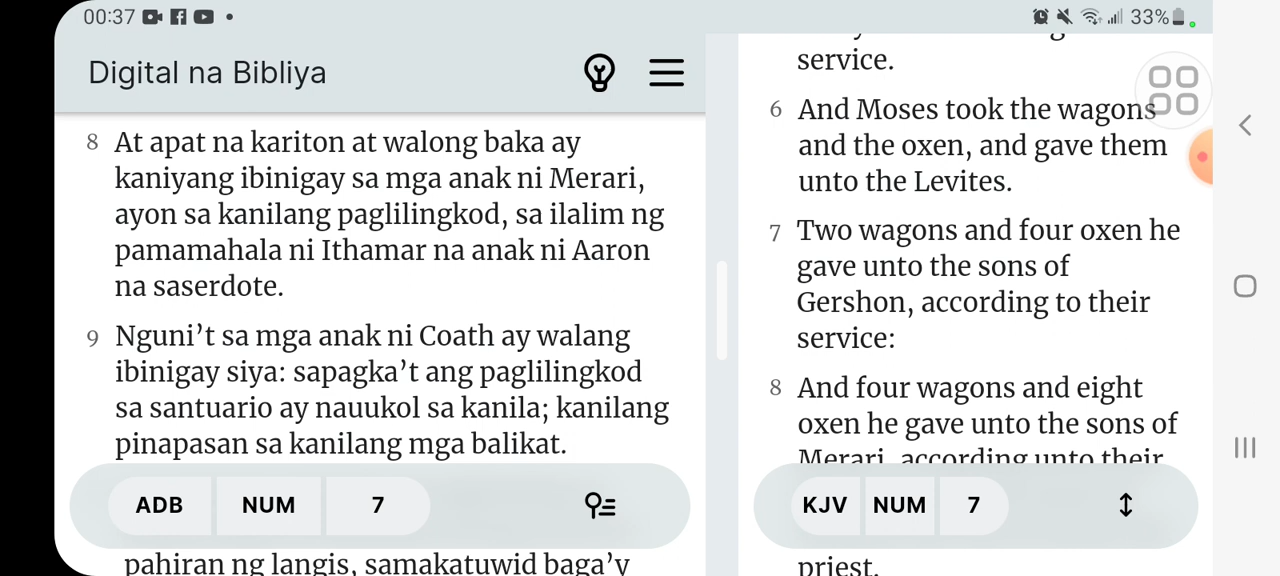 00:37
33%
Digital na Bibliya
8 At apat na kariton at walong baka ay
kaniyang ibinigay sa mga anak ni Merari,
ayon sa kanilang paglilingkod, sa ilalim ng
pamamahala ni Ithamar na anak ni Aaron
na saserdote.
9 Nguni’t sa mga anak ni Coath ay walang
ibinigay siya: sapagka’t ang paglilingkod
sa santuario ay nauukol sa kanila; kanilang
pinapasan sa kanilang mga balikat.
ADB NUM 7
pahiran ng langis, samakatuwid baga’y
service.
6 And Moses took the wagons
and the oxen, and gave them
unto the Levites.
7 Two wagons and four oxen he
gave unto the sons of
Gershon, according to their
service:
8 And four wagons and eight
oxen he gave unto the sons of
Merari, according unto their
KJV NUM 7
priest.